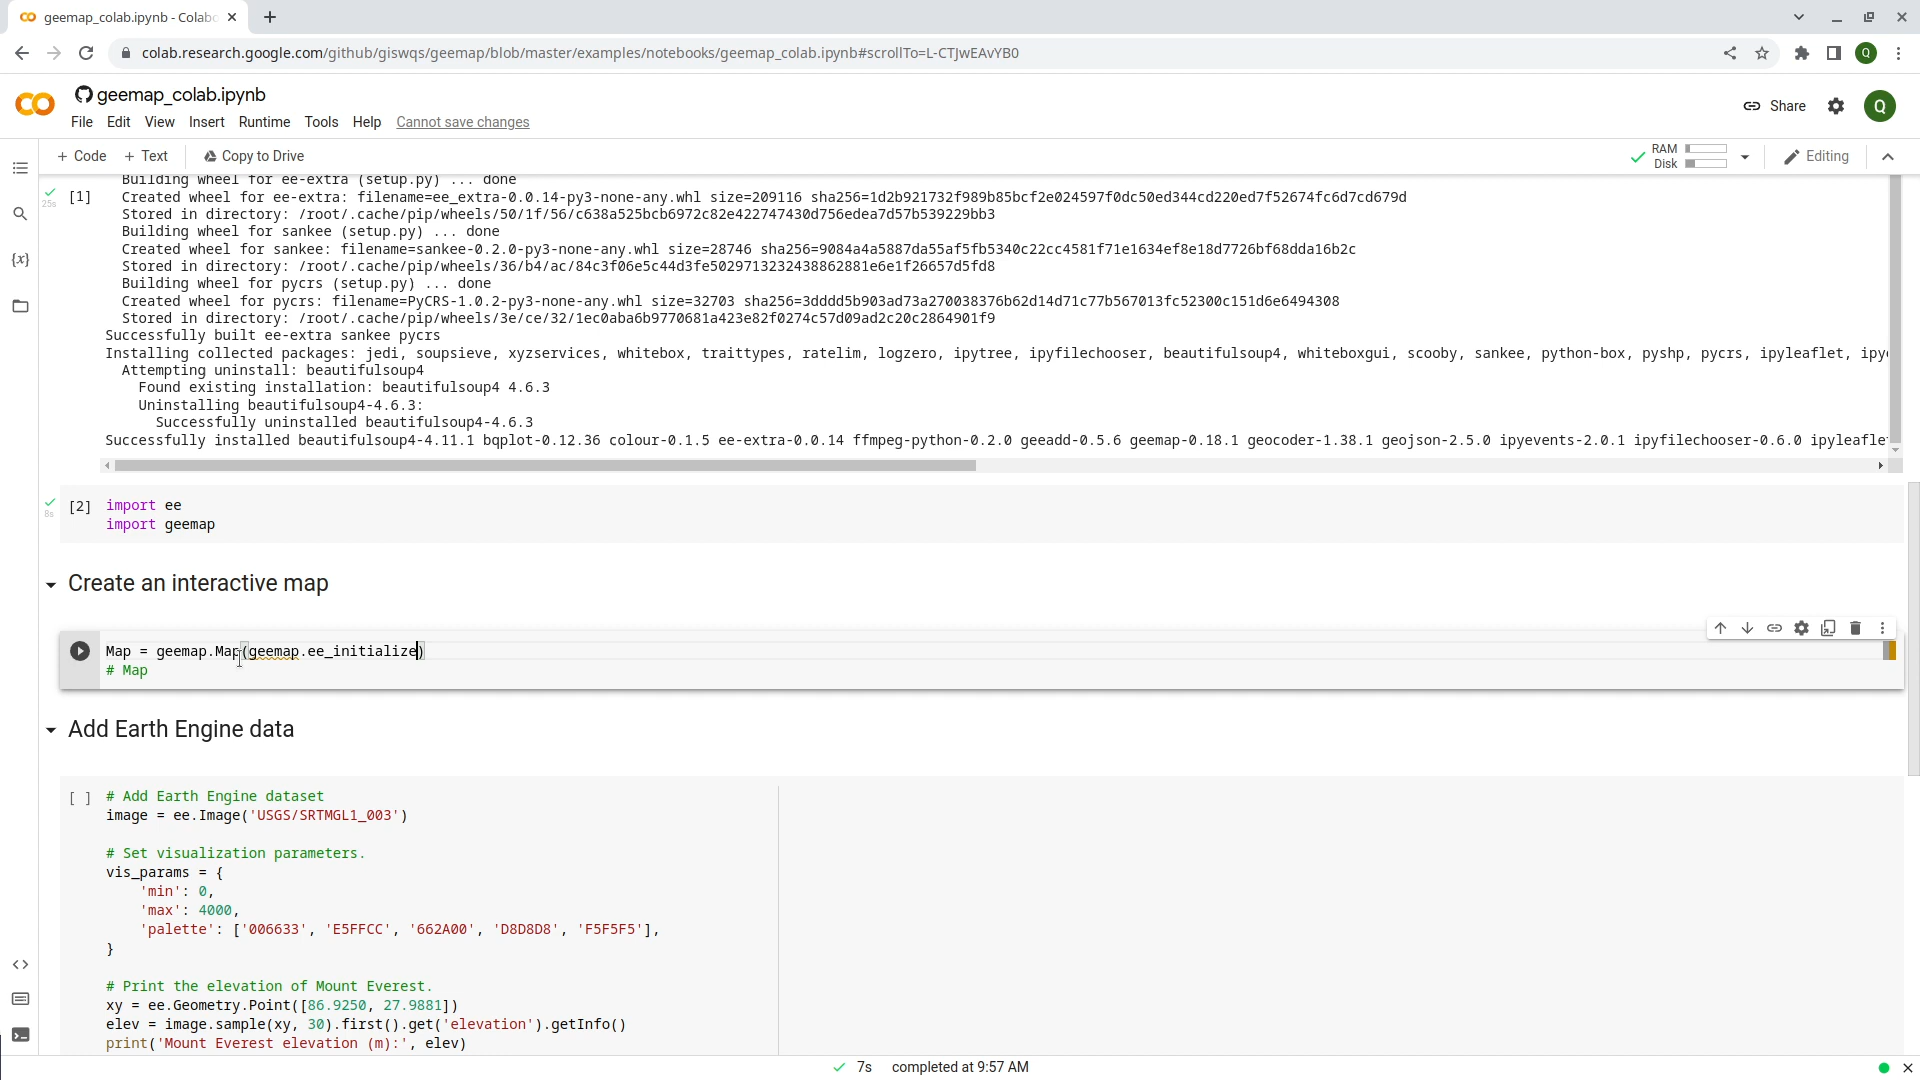 geemap_colab.ipynb - Colabo
colab.research.google.com/github/giswqs/geemap/blob/master/examples/notebooks/geemap_colab.ipynb#scrollTo=L-CTJwEAvYB0
Q
geemap_colab.ipynb
Share
Q
File Edit View Insert Runtime Tools Help Cannot save changes
+ Code + Text Copy to Drive
RAM
Disk
Editing
Building wheel for ee-extra (setup.py) ... done
[1] Created wheel for ee-extra: filename=ee_extra-0.0.14-py3-none-any.whl size=209116 sha256=1d2b921732f989b85bcf2e024597f0dc50ed344cd220ed7f52674fc6d7cd679d
25s
Stored in directory: /root/.cache/pip/wheels/50/1f/56/c638a525bcb6972c82e422747430d756edea7d57b539229bb3
Building wheel for sankee (setup.py) ... done
Created wheel for sankee: filename=sankee-0.2.0-py3-none-any.whl size=28746 sha256=9084a4a5887da55af5fb5340c22cc4581f71e1634ef8e18d7726bf68dda16b2c
Stored in directory: /root/.cache/pip/wheels/36/b4/ac/84c3f06e5c44d3fe5029713232438862881e6e1f26657d5fd8
Building wheel for pycrs (setup.py) ... done
Created wheel for pycrs: filename=PyCRS-1.0.2-py3-none-any.whl size=32703 sha256=3dddd5b903ad73a270038376b62d14d71c77b567013fc52300c151d6e6494308
Stored in directory: /root/.cache/pip/wheels/3e/ce/32/1ec0aba6b9770681a423e82f0274c57d09ad2c20c2864901f9
Successfully built ee-extra sankee pycrs
Installing collected packages: jedi, soupsieve, xyzservices, whitebox, traittypes, ratelim, logzero, ipytree, ipyfilechooser, beautifulsoup4, whiteboxgui, scooby, sankee, python-box, pyshp, pycrs, ipyleaflet, ipy
Attempting uninstall: beautifulsoup4
Found existing installation: beautifulsoup4 4.6.3
Uninstalling beautifulsoup4-4.6.3:
Successfully uninstalled beautifulsoup4-4.6.3
Successfully installed beautifulsoup4-4.11.1 bqplot-0.12.36 colour-0.1.5 ee-extra-0.0.14 ffmpeg-python-0.2.0 geeadd-0.5.6 geemap-0.18.1 geocoder-1.38.1 geojson-2.5.0 ipyevents-2.0.1 ipyfilechooser-0.6.0 ipyleafle
[2] import ee
8s
import geemap
Create an interactive map
Map = geemap.Map(geemap.ee_initialize)
# Map
Add Earth Engine data
[ ] # Add Earth Engine dataset
image = ee.Image('USGS/SRTMGL1_003')
# Set visualization parameters.
vis_params = {
'min': 0,
'max': 4000,
'palette': ['006633', 'E5FFCC', '662A00', 'D8D8D8', 'F5F5F5'],
}
# Print the elevation of Mount Everest.
xy = ee.Geometry.Point([86.9250, 27.9881])
elev = image.sample(xy, 30).first().get('elevation').getInfo()
print('Mount Everest elevation (m):', elev)
7s completed at 9:57 AM